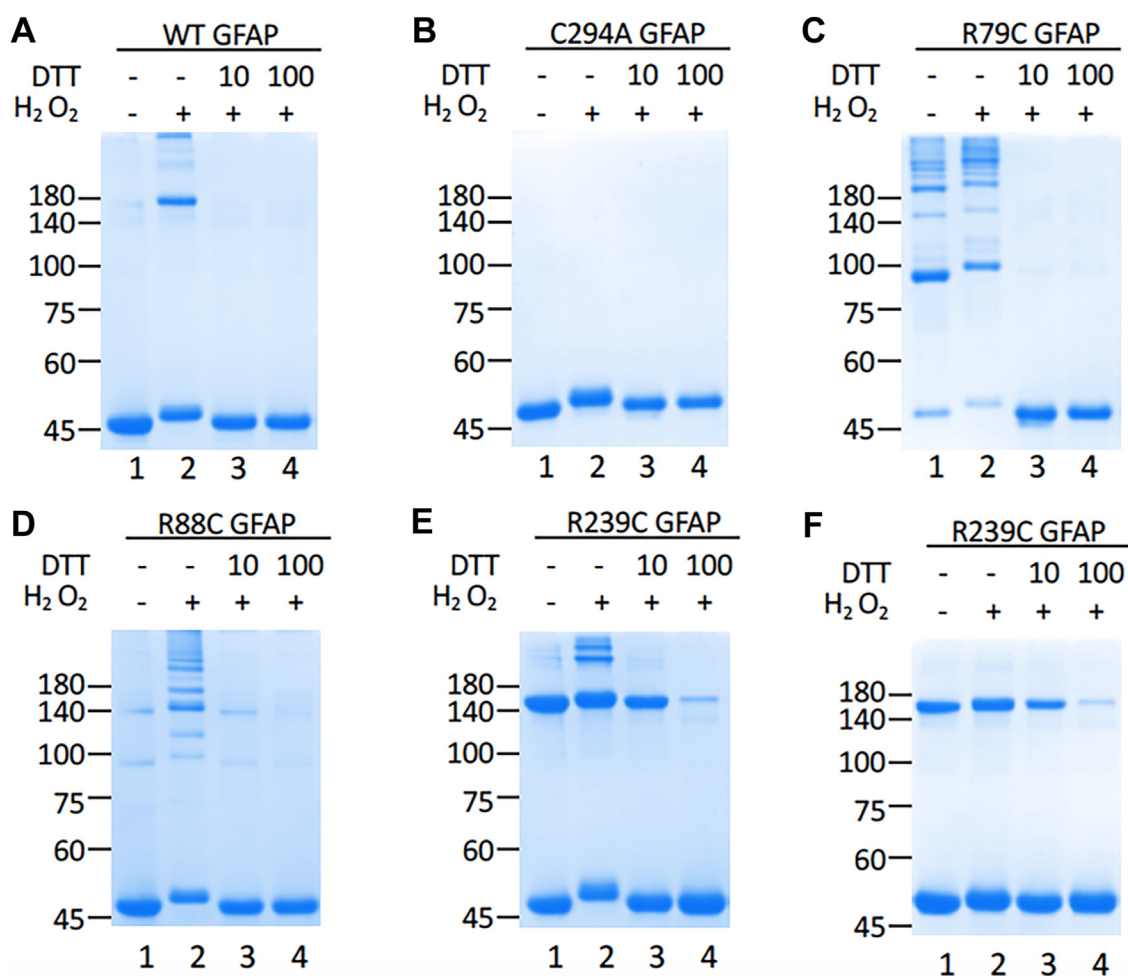 A
WT GFAP
DTT - - 10 100
H₂O₂ - + + +
180
140
100
75
60
45
1 2 3 4
B
C294A GFAP
- - 10 100
- + + +
180
140
100
75
60
45
1 2 3 4
C
R79C GFAP
DTT - - 10 100
H₂O₂ - + + +
180
140
100
75
60
45
1 2 3 4
D
R88C GFAP
DTT - - 10 100
H₂O₂ - + + +
180
140
100
75
60
45
1 2 3 4
E
R239C GFAP
DTT - - 10 100
H₂O₂ - + + +
180
140
100
75
60
45
1 2 3 4
F
R239C GFAP
DTT - - 10 100
H₂O₂ - + + +
180
140
100
75
60
45
1 2 3 4